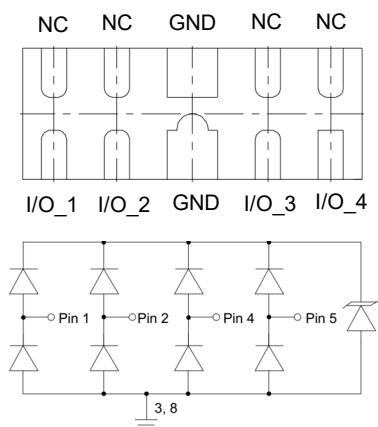 NC NC GND NC NC
I/O_1 I/O_2 GND I/O_3 I/O_4
Pin 1 Pin 2 Pin 4 Pin 5
3, 8